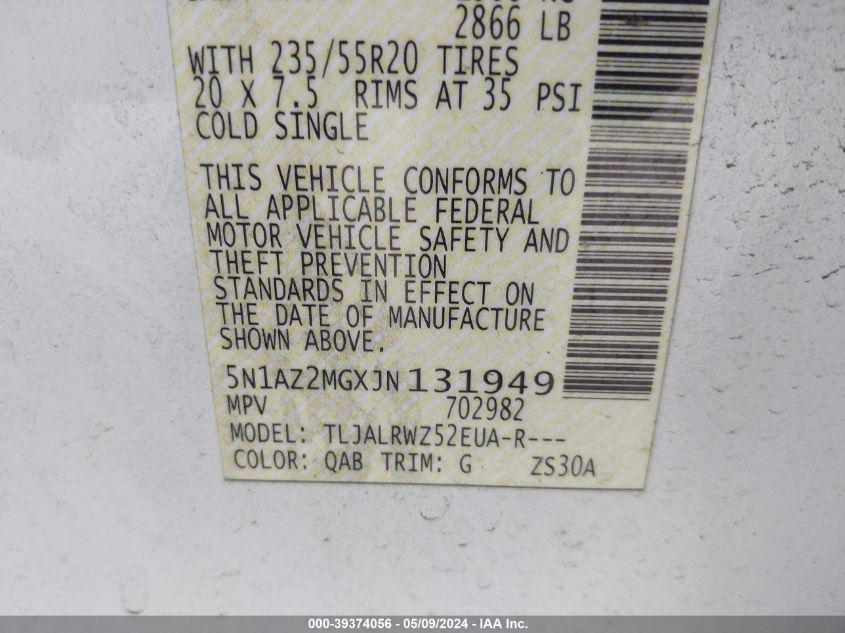 2866 LB
WITH 235/55R20 TIRES
20 X 7.5 RIMS AT 35 PSI
COLD SINGLE
THIS VEHICLE CONFORMS TO
ALL APPLICABLE FEDERAL
MOTOR VEHICLE SAFETY AND
THEFT PREVENTION
STANDARDS IN EFFECT ON
THE DATE OF MANUFACTURE
SHOWN ABOVE.
5N1AZ2MGXJN131949
MPV 702982
MODEL: TLJALRWZ52EUA-R---
COLOR: QAB TRIM: G ZS30A
000-39374056 - 05/09/2024 - IAA Inc.